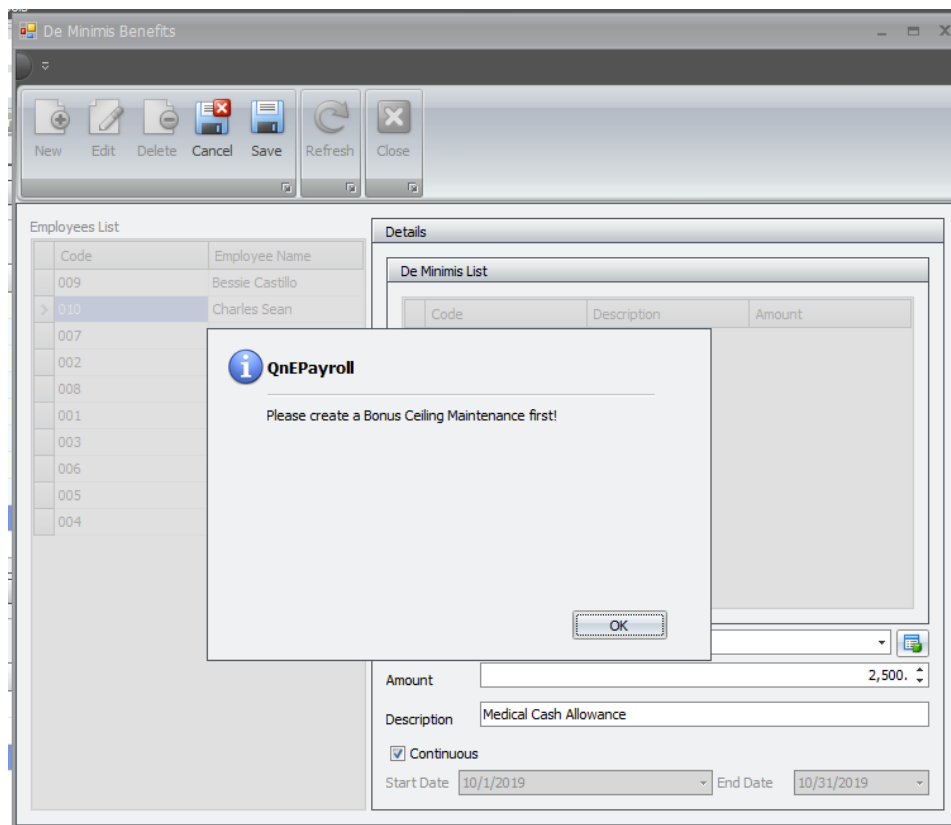 De Minimis Benefits
New Edit Delete Cancel Save Refresh Close
Employees List
Code Employee Name
009 Bessie Castillo
010 Charles Sean
007
002
008
001
003
006
005
004
Details
De Minimis List
Code Description Amount
QnEPayroll
Please create a Bonus Ceiling Maintenance first!
OK
Amount 2,500.
Description Medical Cash Allowance
Continuous
Start Date 10/1/2019 End Date 10/31/2019